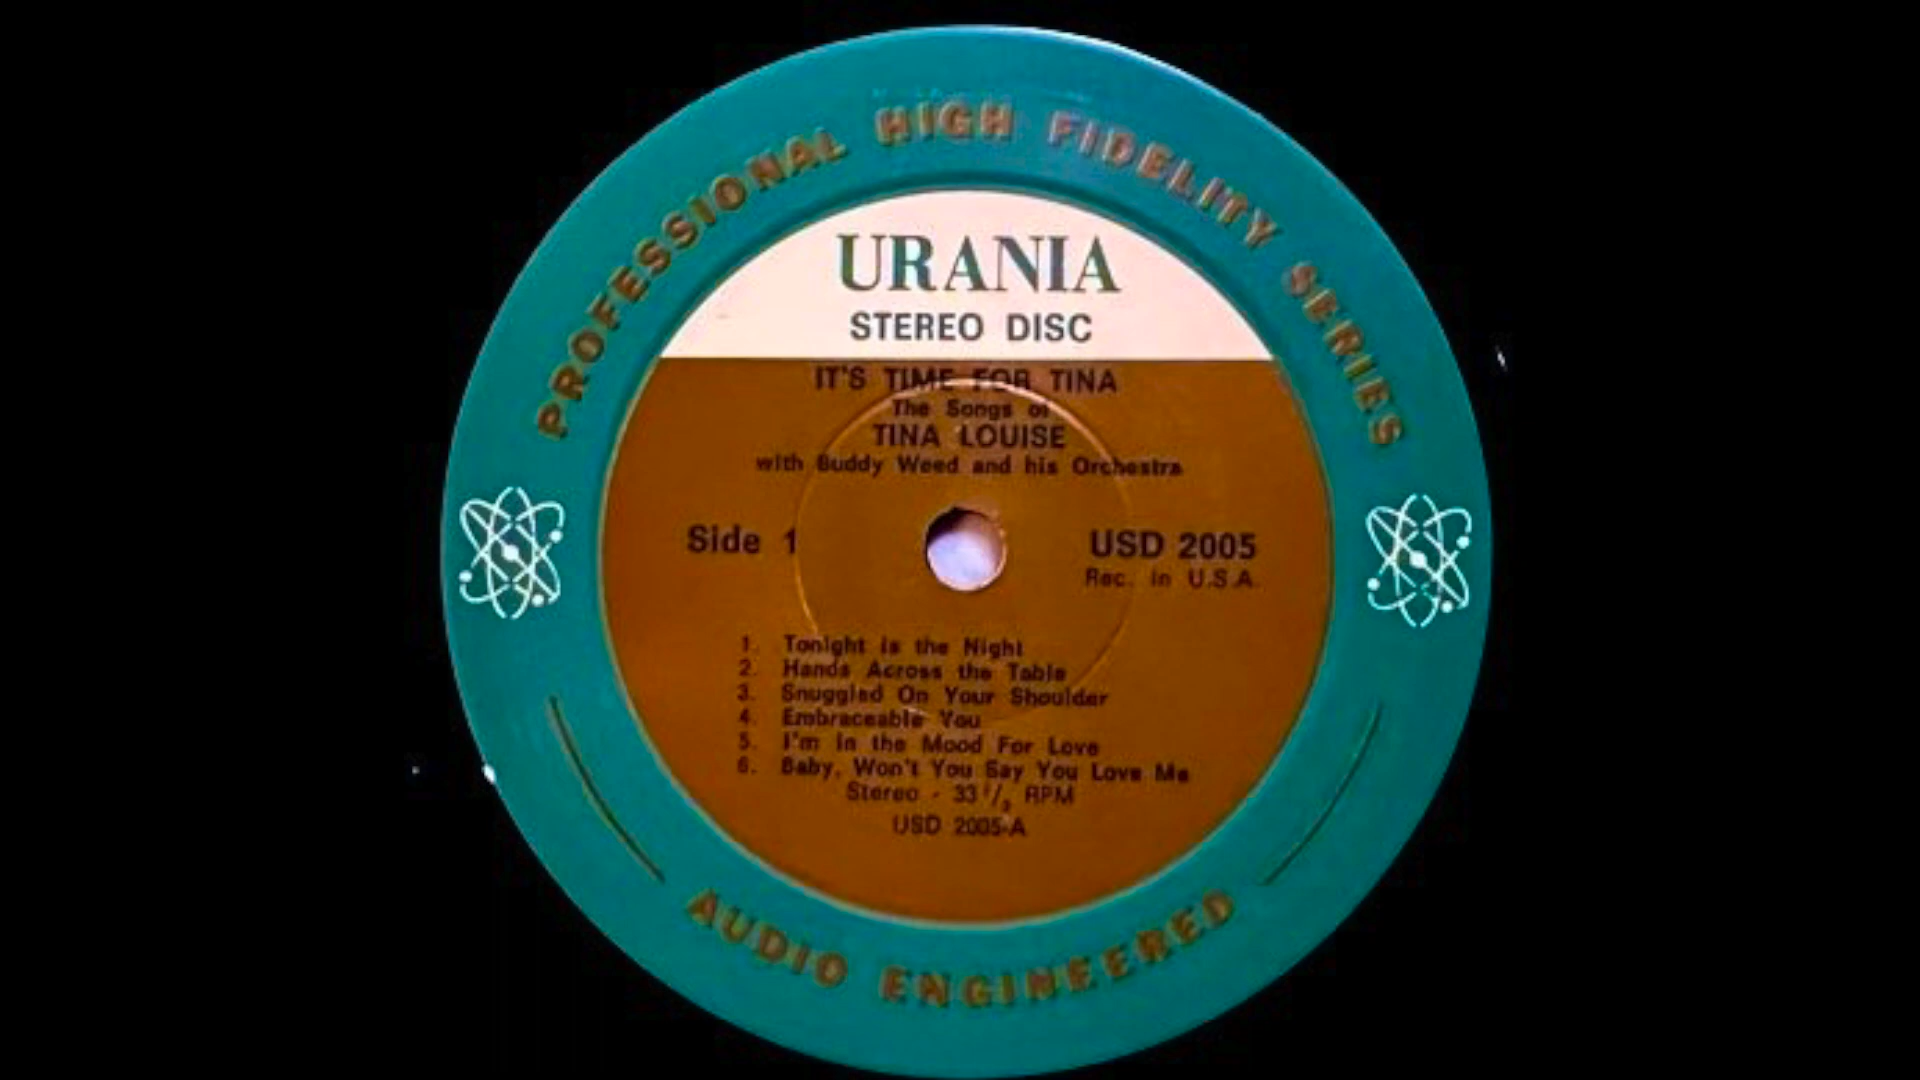 PROFESSIONAL HIGH FIDELITY SERIES
URANIA
STEREO DISC
IT'S TIME FOR TINA
The Songs of
TINA LOUISE
with Buddy Weed and his Orchestra
Side 1
USD 2005
Rec. in U.S.A.
1. Tonight is the Night
2. Hands Across the Table
3. Snuggled On Your Shoulder
4. Embraceable You
5. I'm In the Mood For Love
6. Baby, Won't You Say You Love Me
Stereo - 33 1/3 RPM
USD 2005-A
AUDIO ENGINEERED